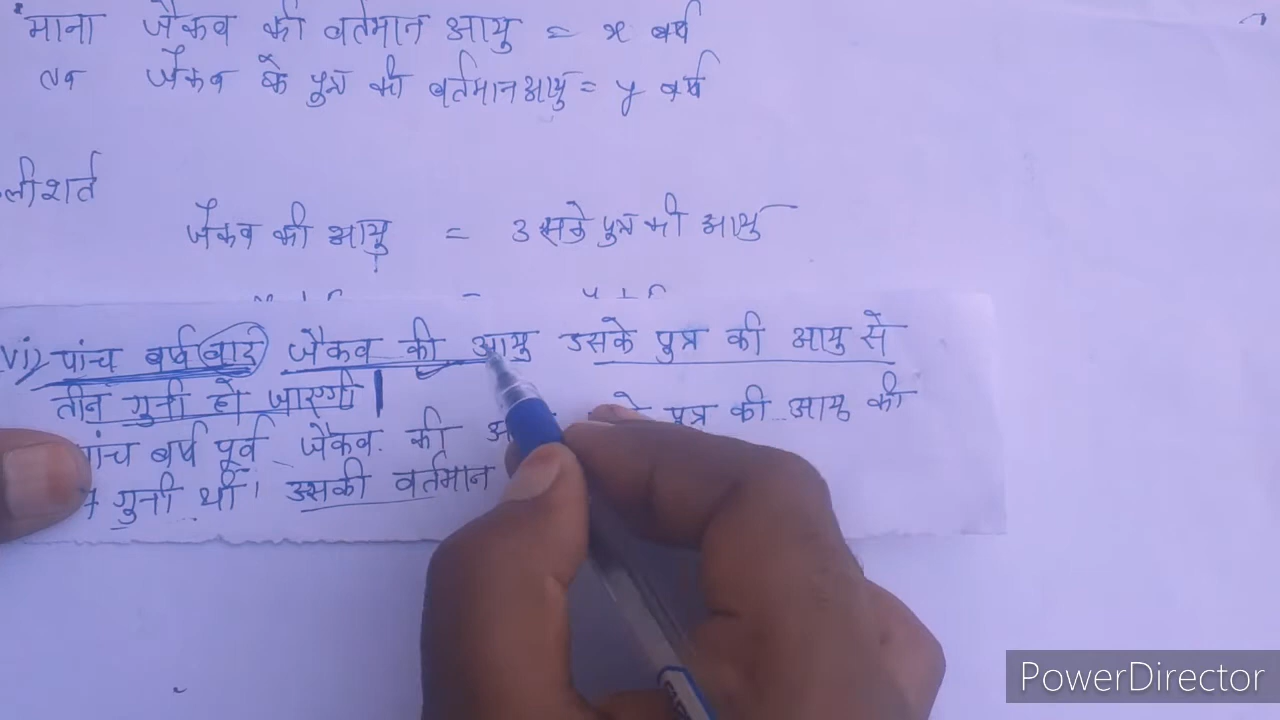 माना जैकब की वर्तमान आयु = x वर्ष
तब जैकब के पुत्र की वर्तमान आयु = y वर्ष
लीशर्त
जैकब की आयु = उसके पुत्र की आयु
(vi) पांच वर्ष बाद जैकब की आयु उसके पुत्र की आयु से
तीन गुनी हो जाएगी।
पांच वर्ष पूर्व जैकब की पुत्र की आयु की
7 गुनी थी। उसकी वर्तमान
PowerDirector